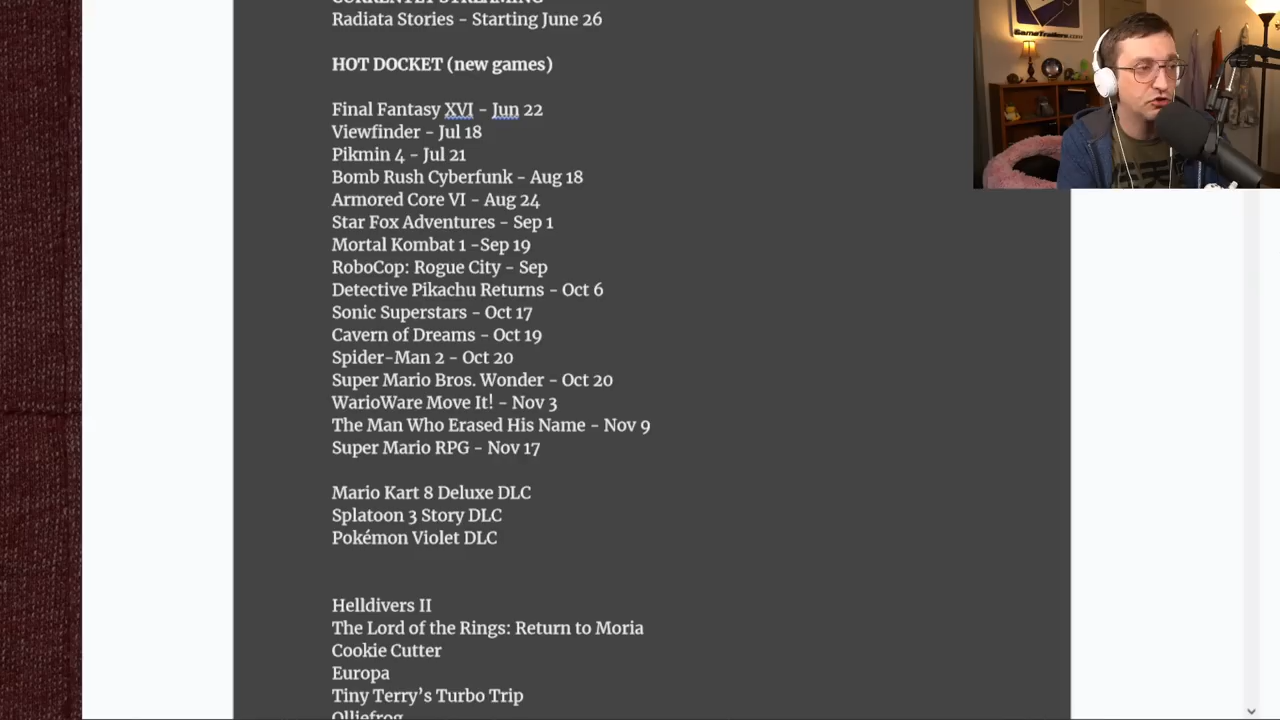 CURRENTLY STREAMING
Radiata Stories - Starting June 26
HOT DOCKET (new games)
Final Fantasy XVI - Jun 22
Viewfinder - Jul 18
Pikmin 4 - Jul 21
Bomb Rush Cyberfunk - Aug 18
Armored Core VI - Aug 24
Star Fox Adventures - Sep 1
Mortal Kombat 1 -Sep 19
RoboCop: Rogue City - Sep
Detective Pikachu Returns - Oct 6
Sonic Superstars - Oct 17
Cavern of Dreams - Oct 19
Spider-Man 2 - Oct 20
Super Mario Bros. Wonder - Oct 20
WarioWare Move It! - Nov 3
The Man Who Erased His Name - Nov 9
Super Mario RPG - Nov 17
Mario Kart 8 Deluxe DLC
Splatoon 3 Story DLC
Pokémon Violet DLC
Helldivers II
The Lord of the Rings: Return to Moria
Cookie Cutter
Europa
Tiny Terry’s Turbo Trip
Olliefrog
GameTrailers.com